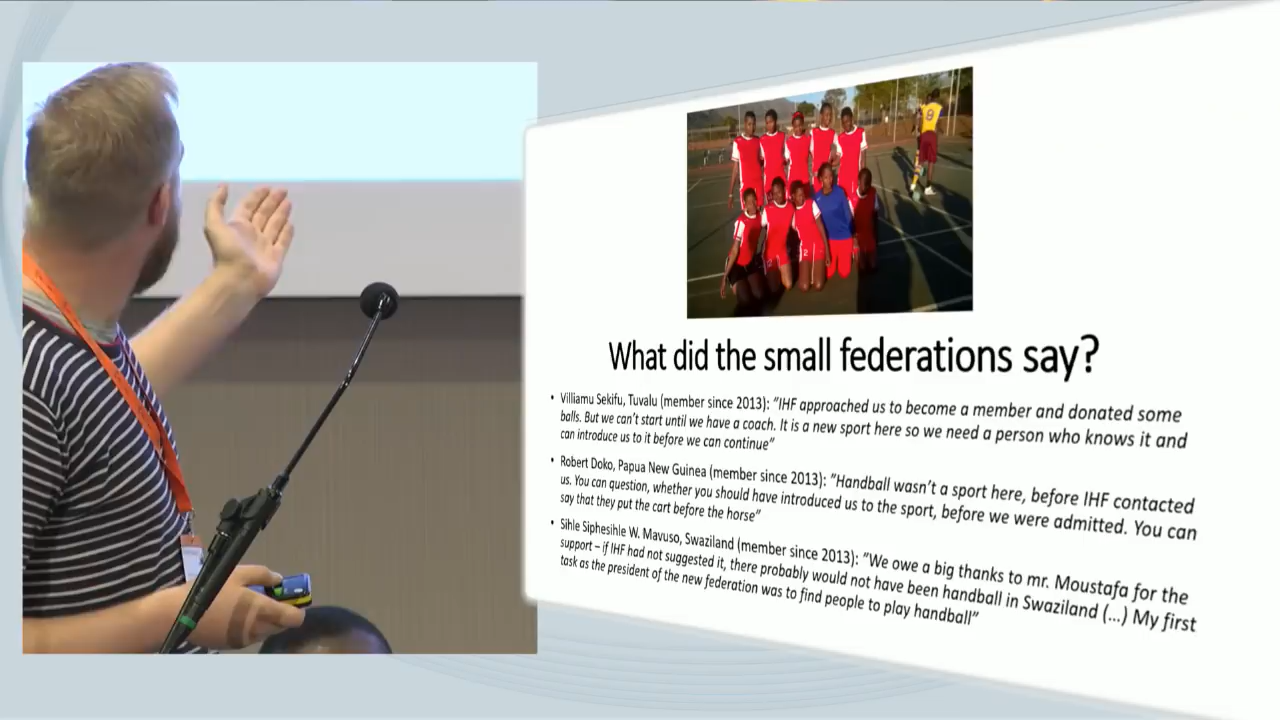 What did the small federations say?
• Villiamu Sekifu, Tuvalu (member since 2013): "IHF approached us to become a member and donated some
balls. But we can't start until we have a coach. It is a new sport here so we need a person who knows it and
can introduce us to it before we can continue"
• Robert Doko, Papua New Guinea (member since 2013): "Handball wasn't a sport here, before IHF contacted
us. You can question, whether you should have introduced us to the sport, before we were admitted. You can
say that they put the cart before the horse"
• Sihle Siphesihle W. Mavuso, Swaziland (member since 2013): "We owe a big thanks to mr. Moustafa for the
support – if IHF had not suggested it, there probably would not have been handball in Swaziland (...) My first
task as the president of the new federation was to find people to play handball"